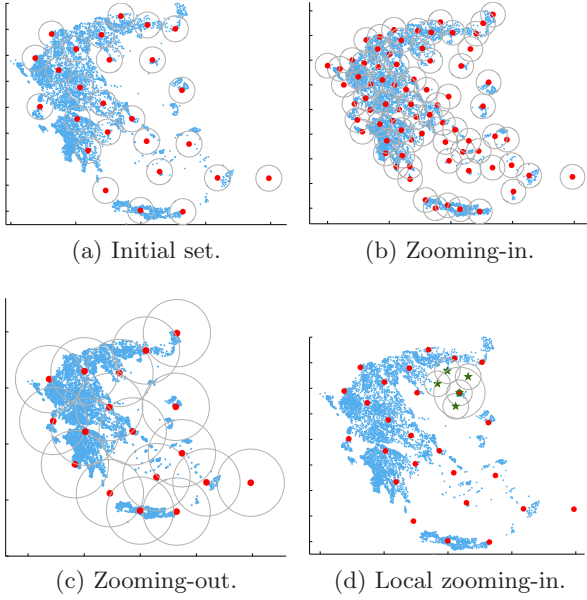 (a) Initial set.
(b) Zooming-in.
(c) Zooming-out.
(d) Local zooming-in.